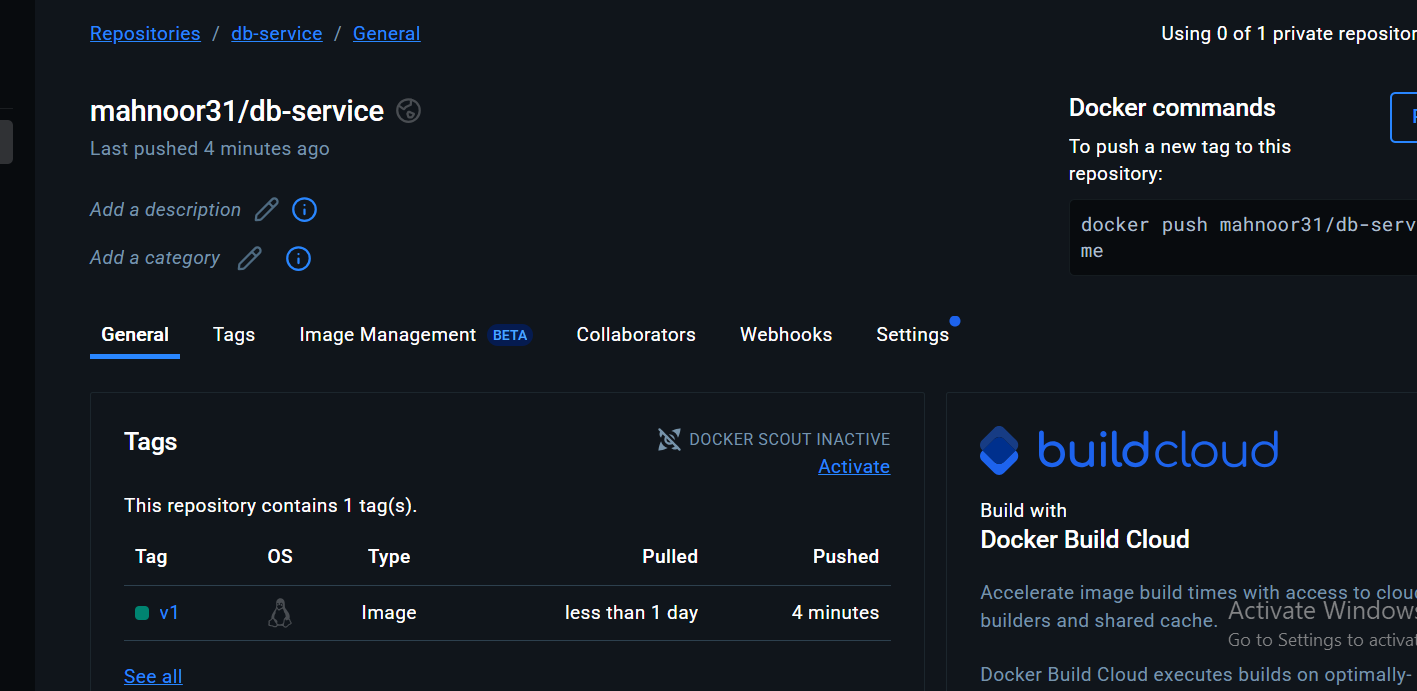 Repositories / db-service / General
Using 0 of 1 private
mahnoor31/db-service
Last pushed 4 minutes ago
Add a description
Add a category
Docker commands
To push a new tag to this
repository:
docker push mahnoor31/db-serv
me
General Tags Image Management BETA Collaborators Webhooks Settings
Tags
DOCKER SCOUT INACTIVE
Activate
This repository contains 1 tag(s).
Tag OS Type Pulled Pushed
v1 Image less than 1 day 4 minutes
See all
buildcloud
Build with
Docker Build Cloud
Accelerate image build times with access to
builders and shared cache.
Docker Build Cloud executes builds on optimally-
Activate Windows
Go to Settings to